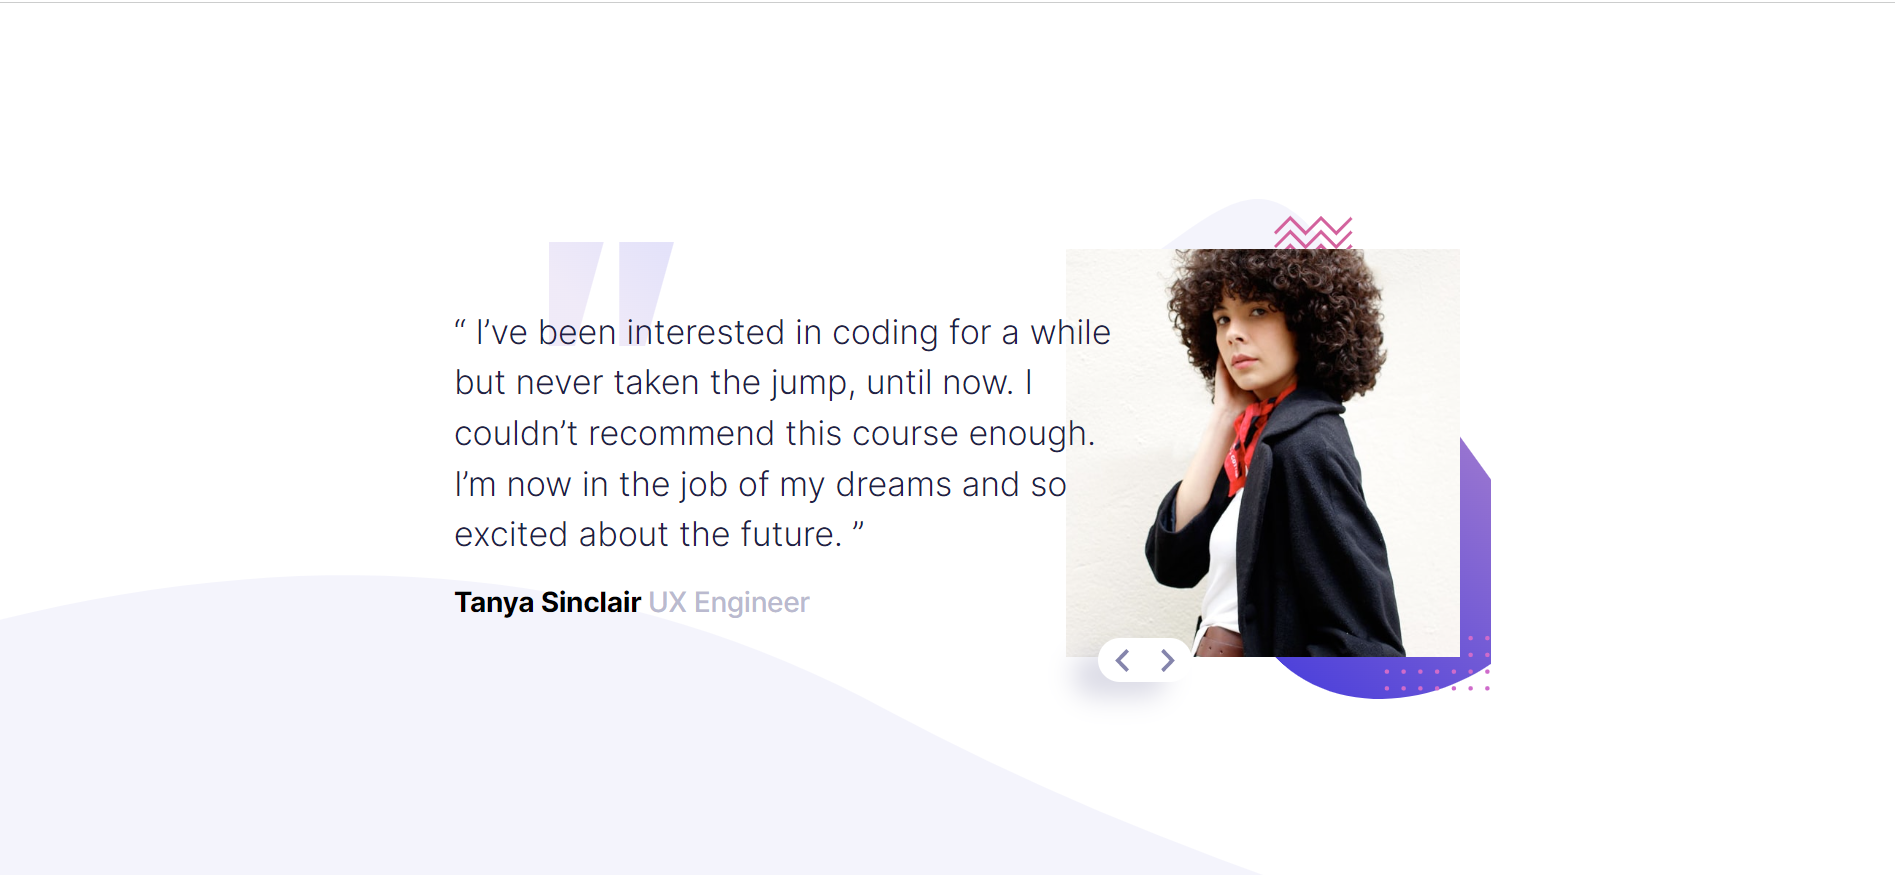 “ I’ve been interested in coding for a while
but never taken the jump, until now. I
couldn’t recommend this course enough.
I’m now in the job of my dreams and so
excited about the future. ”
Tanya Sinclair UX Engineer